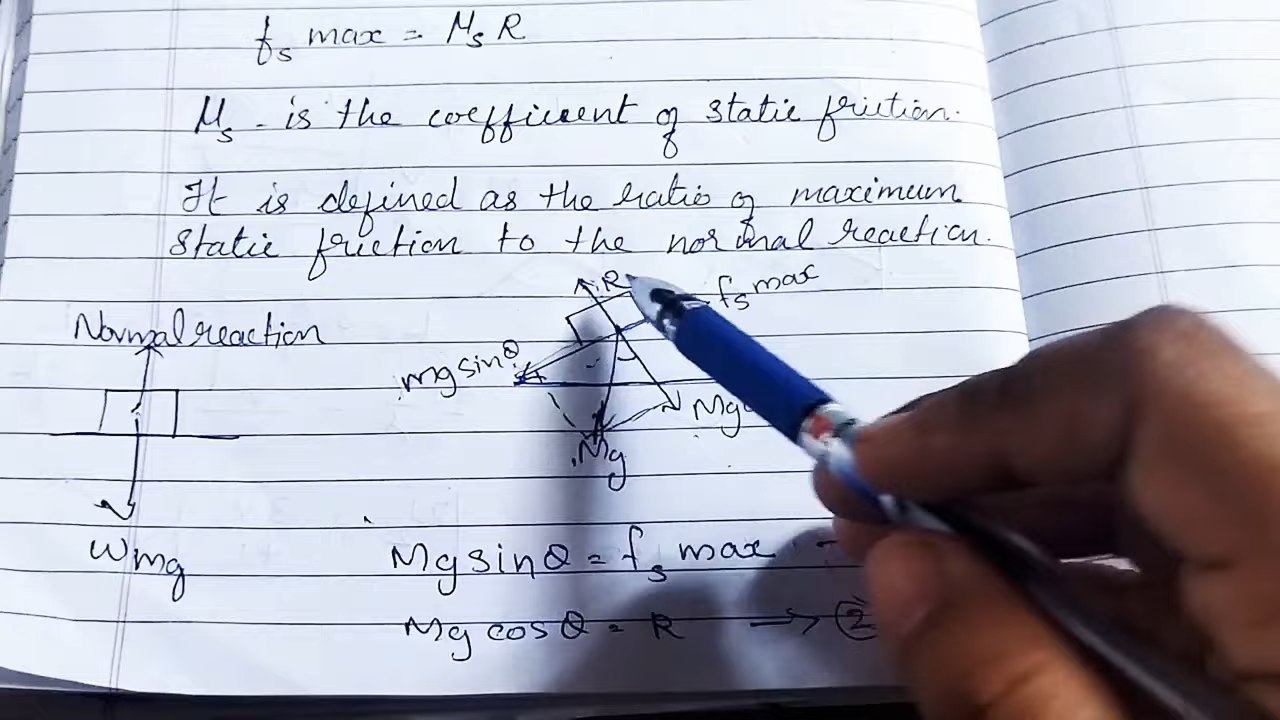 fs max = μs R
μs - is the coefficient of static friction.
It is defined as the ratio of maximum
static friction to the normal reaction.
R
fs max
Normal reaction
mg sinθ
Mg
W mg
Mg sinθ = fs max
Mg cosθ = R → ②